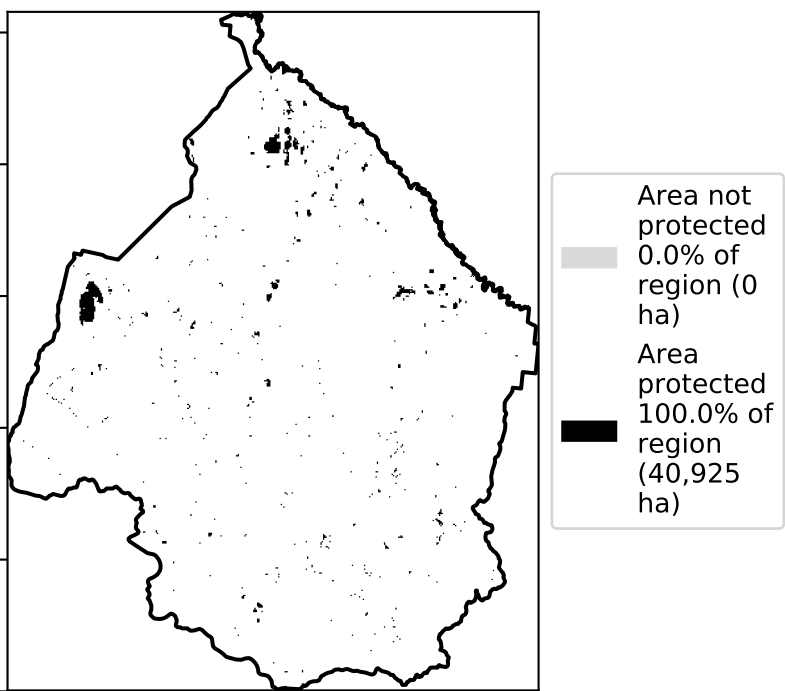 Area not
protected
0.0% of
region (0
ha)
Area
protected
100.0% of
region
(40,925
ha)